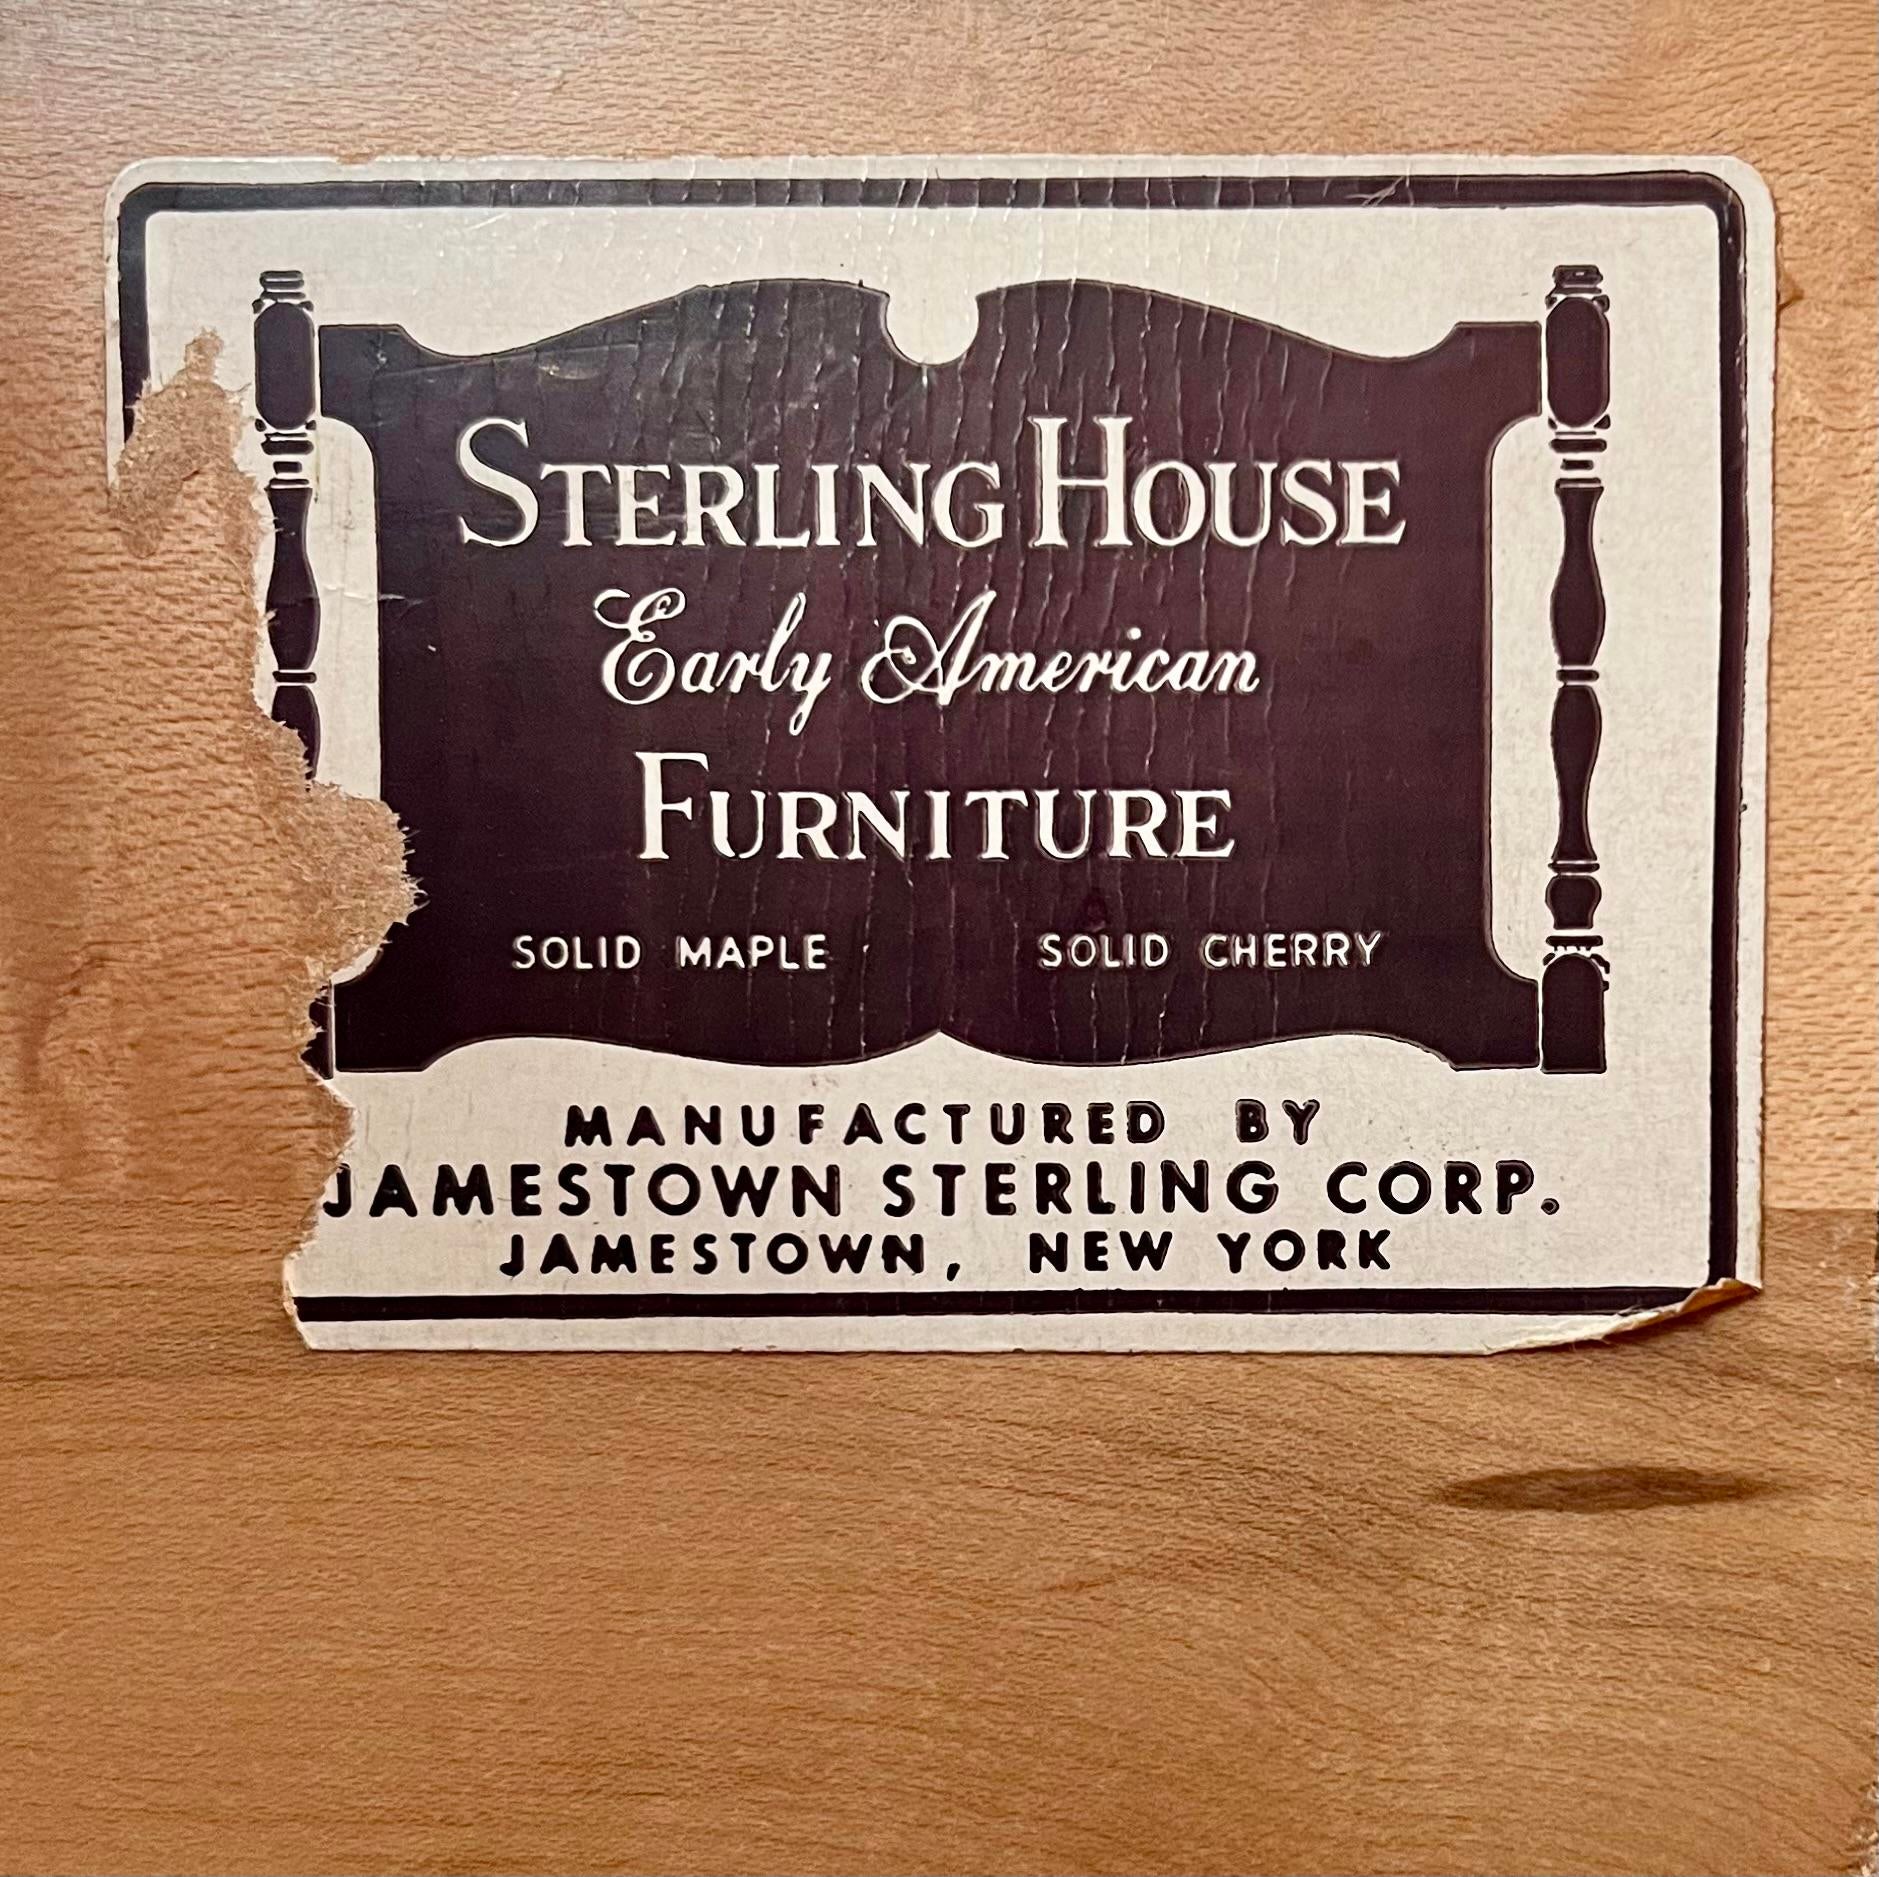 STERLING HOUSE
Early American
FURNITURE
SOLID MAPLE SOLID CHERRY
MANUFACTURED BY
JAMESTOWN STERLING CORP.
JAMESTOWN, NEW YORK